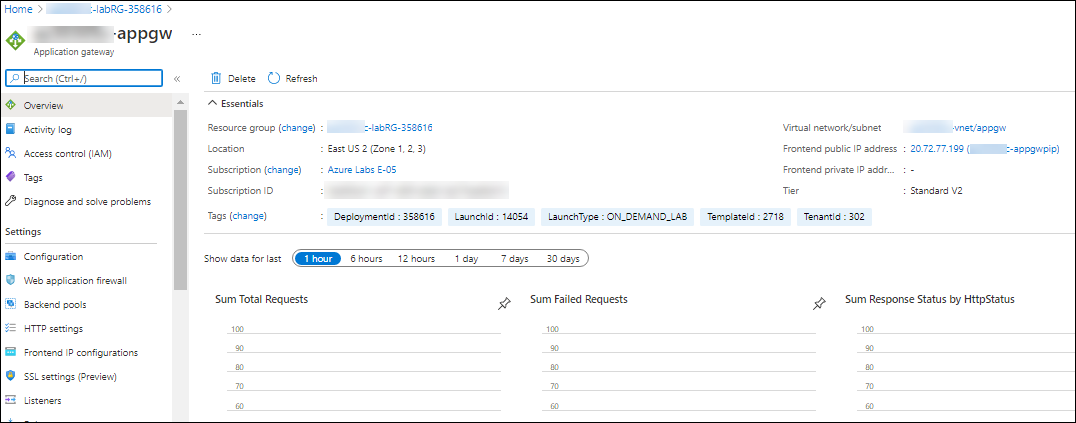 Home > c-labRG-358616 >
-appgw ...
Application gateway
Search (Ctrl+/) «
Overview
Activity log
Access control (IAM)
Tags
Diagnose and solve problems
Settings
Configuration
Web application firewall
Backend pools
HTTP settings
Frontend IP configurations
SSL settings (Preview)
Listeners
Delete Refresh
Essentials
Resource group (change) : c-labRG-358616
Location : East US 2 (Zone 1, 2, 3)
Subscription (change) : Azure Labs E-05
Subscription ID :
Virtual network/subnet : -vnet/appgw
Frontend public IP address : 20.72.77.199 ( c-appgwpip)
Frontend private IP addr... : -
Tier : Standard V2
Tags (change) : DeploymentId : 358616 LaunchId : 14054 LaunchType : ON_DEMAND_LAB TemplateId : 2718 TenantId : 302
Show data for last 1 hour 6 hours 12 hours 1 day 7 days 30 days
Sum Total Requests
100
90
80
70
60
Sum Failed Requests
100
90
80
70
60
Sum Response Status by HttpStatus
100
90
80
70
60